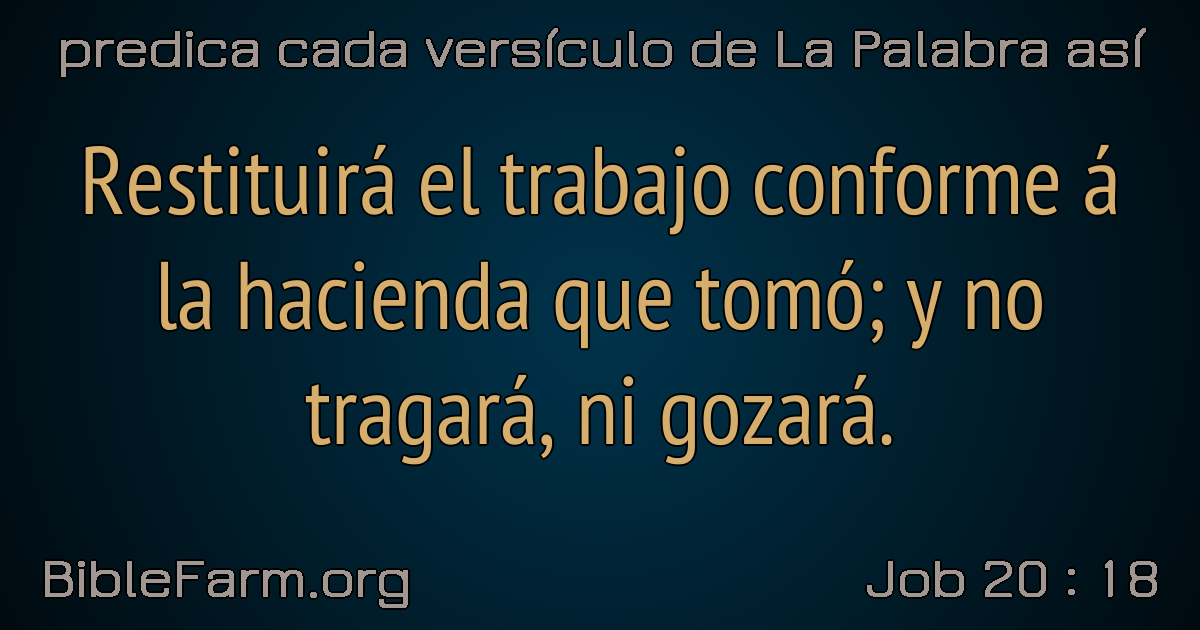 predica cada versículo de La Palabra así
Restituirá el trabajo conforme á
la hacienda que tomó; y no
tragará, ni gozará.
BibleFarm.org
Job 20 : 18